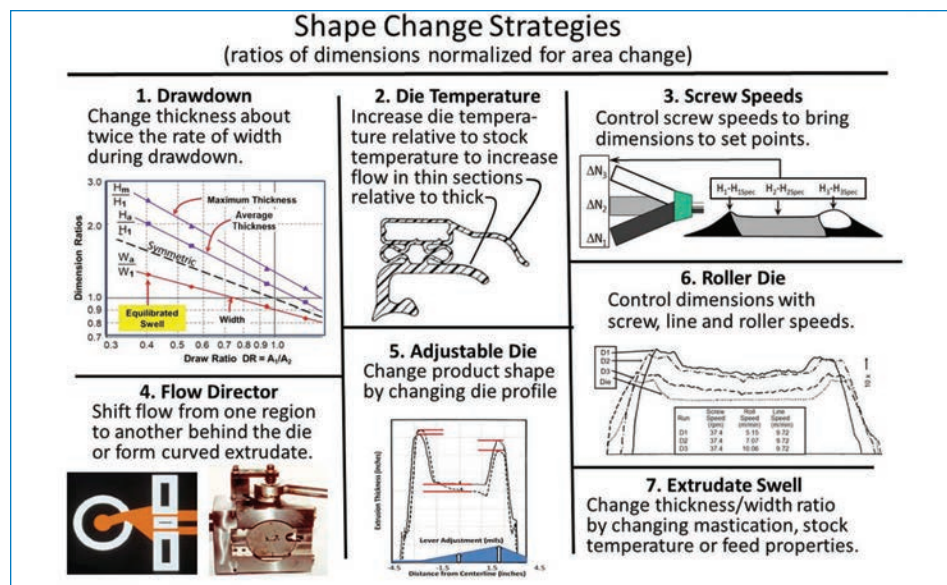 Shape Change Strategies
(ratios of dimensions normalized for area change)
1. Drawdown
Change thickness about
twice the rate of width
during drawdown.
3.0
2.0
1.0
0.9
0.8
0.7
Dimension Ratios
Hm
H1
Ha
H1
Wa
W1
Maximum Thickness
Average
Thickness
Symmetric
Equilibrated
Swell
Width
0.3 0.4 0.5 0.6 0.7 0.8 0.9 1.0
Draw Ratio DR = A1/A2
2. Die Temperature
Increase die tempera-
ture relative to stock
temperature to increase
flow in thin sections
relative to thick
3. Screw Speeds
Control screw speeds to bring
dimensions to set points.
ΔN3
ΔN2
ΔN1
H1-H1Spec H2-H2Spec H3-H3Spec
4. Flow Director
Shift flow from one region
to another behind the die
or form curved extrudate.
5. Adjustable Die
Change product shape
by changing die profile
Extrusion Thickness (inches)
Lever Adjustment (mils)
-4.5 -1.5 1.5 4.5
Distance from Centerline (inches)
6. Roller Die
Control dimensions with
screw, line and roller speeds.
D1
D2
D3
Die
10 x
Screw Roll Line
Speed Speed Speed
Run (rpm) (m/min) (m/min)
D1 37.4 5.15 9.72
D2 37.4 7.07 9.72
D3 37.4 10.06 9.72
7. Extrudate Swell
Change thickness/width ratio
by changing mastication, stock
temperature or feed properties.